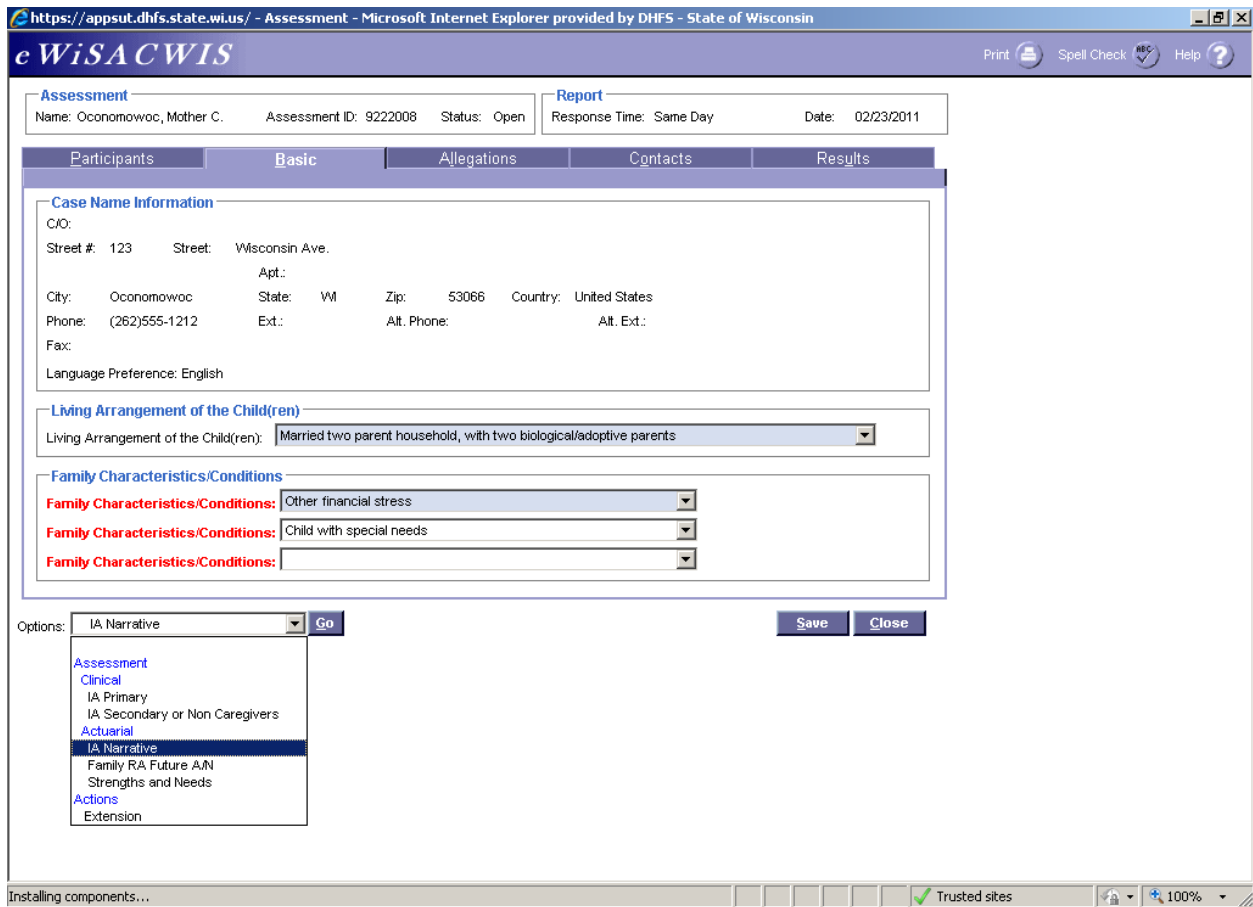 https://appsut.dhfs.state.wi.us/ - Assessment - Microsoft Internet Explorer provided by DHFS - State of Wisconsin
e WiSACWIS
Print Spell Check ABC Help ?
Assessment
Name: Oconomowoc, Mother C. Assessment ID: 9222008 Status: Open
Report
Response Time: Same Day Date: 02/23/2011
Participants Basic Allegations Contacts Results
Case Name Information
C/O:
Street #: 123 Street: Wisconsin Ave.
Apt.:
City: Oconomowoc State: WI Zip: 53066 Country: United States
Phone: (262)555-1212 Ext.: Alt. Phone: Alt. Ext.:
Fax:
Language Preference: English
Living Arrangement of the Child(ren)
Living Arrangement of the Child(ren): Married two parent household, with two biological/adoptive parents
Family Characteristics/Conditions
Family Characteristics/Conditions: Other financial stress
Family Characteristics/Conditions: Child with special needs
Family Characteristics/Conditions:
Options: IA Narrative Go Save Close
Assessment
Clinical
IA Primary
IA Secondary or Non Caregivers
Actuarial
IA Narrative
Family RA Future A/N
Strengths and Needs
Actions
Extension
Installing components... Trusted sites 100%